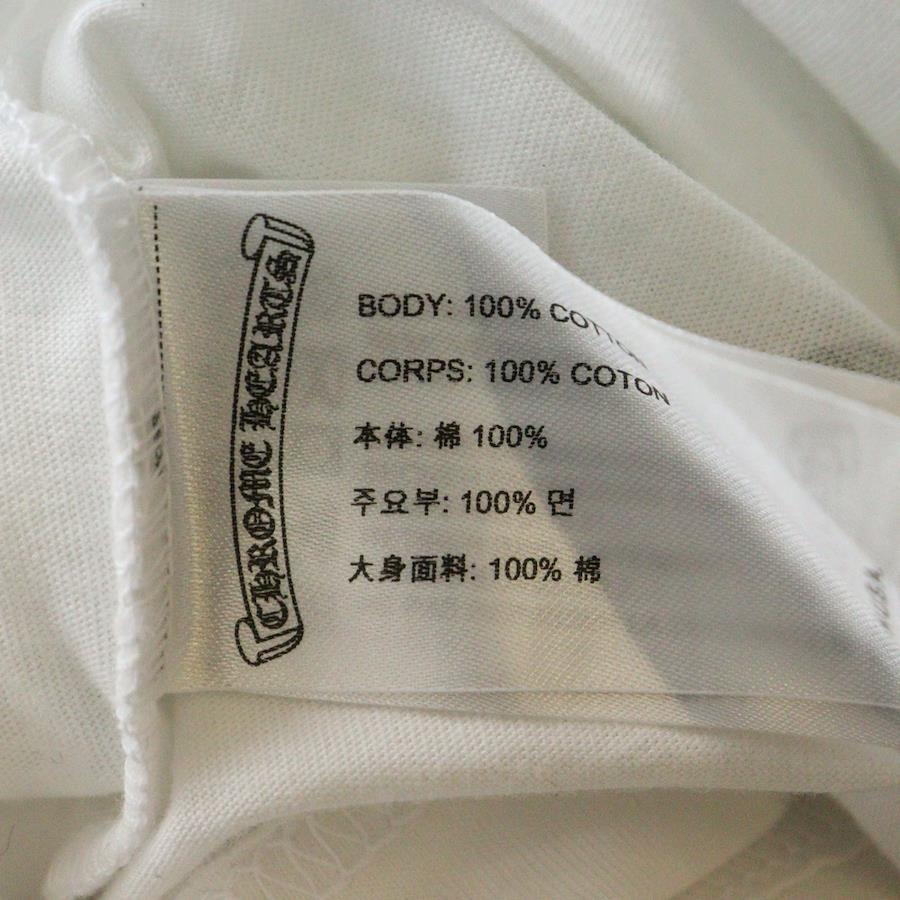 CHROME HEARTS
BODY: 100% COTTON
CORPS: 100% COTON
本体: 棉 100%
주요부: 100% 면
大身面料: 100% 棉